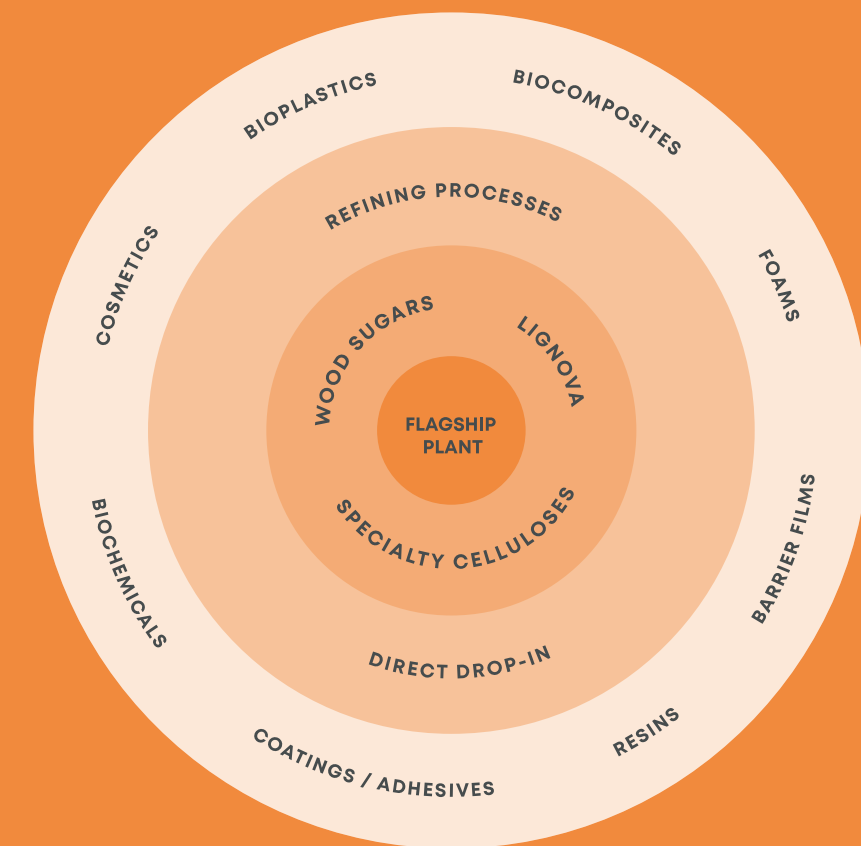 BIOPLASTICS
BIOCOMPOSITES
COSMETICS
FOAMS
REFINING PROCESSES
WOOD SUGARS
LIGNOVA
FLAGSHIP
PLANT
SPECIALTY CELLULOSES
DIRECT DROP-IN
BIOCHEMICALS
BARRIER FILMS
COATINGS / ADHESIVES
RESINS